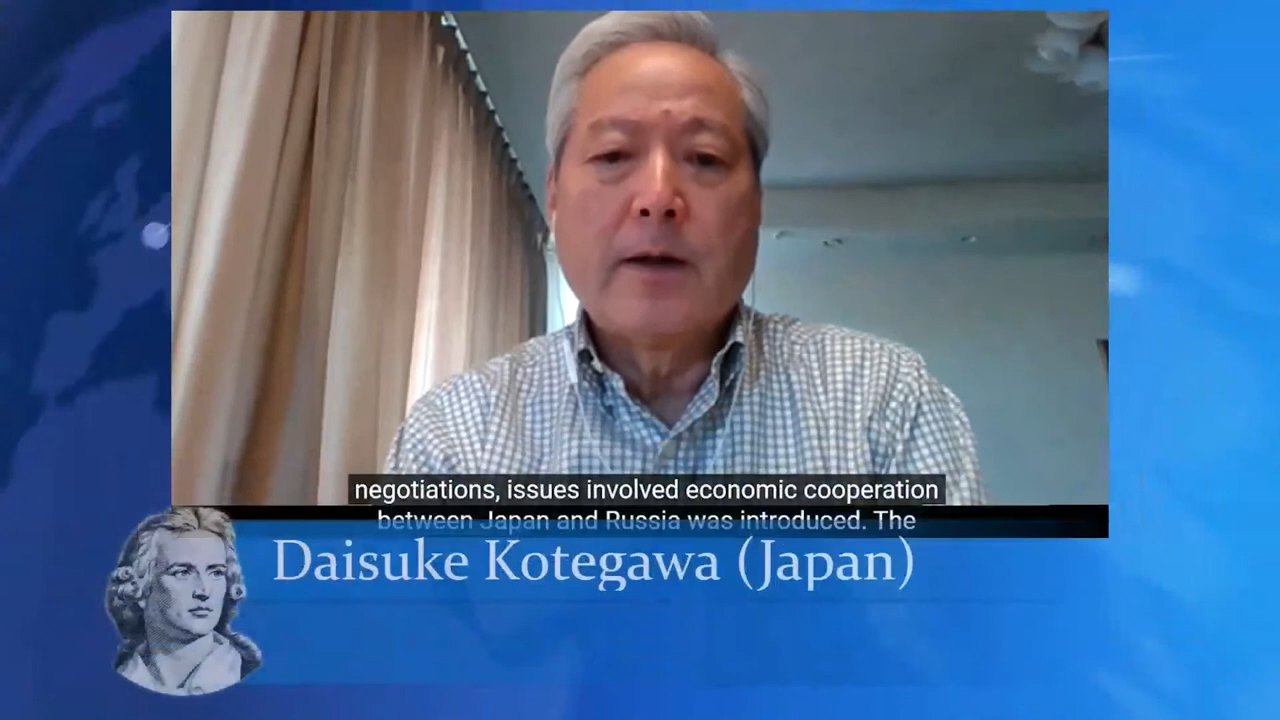 negotiations, issues involved economic cooperation
between Japan and Russia was introduced. The
Daisuke Kotegawa (Japan)